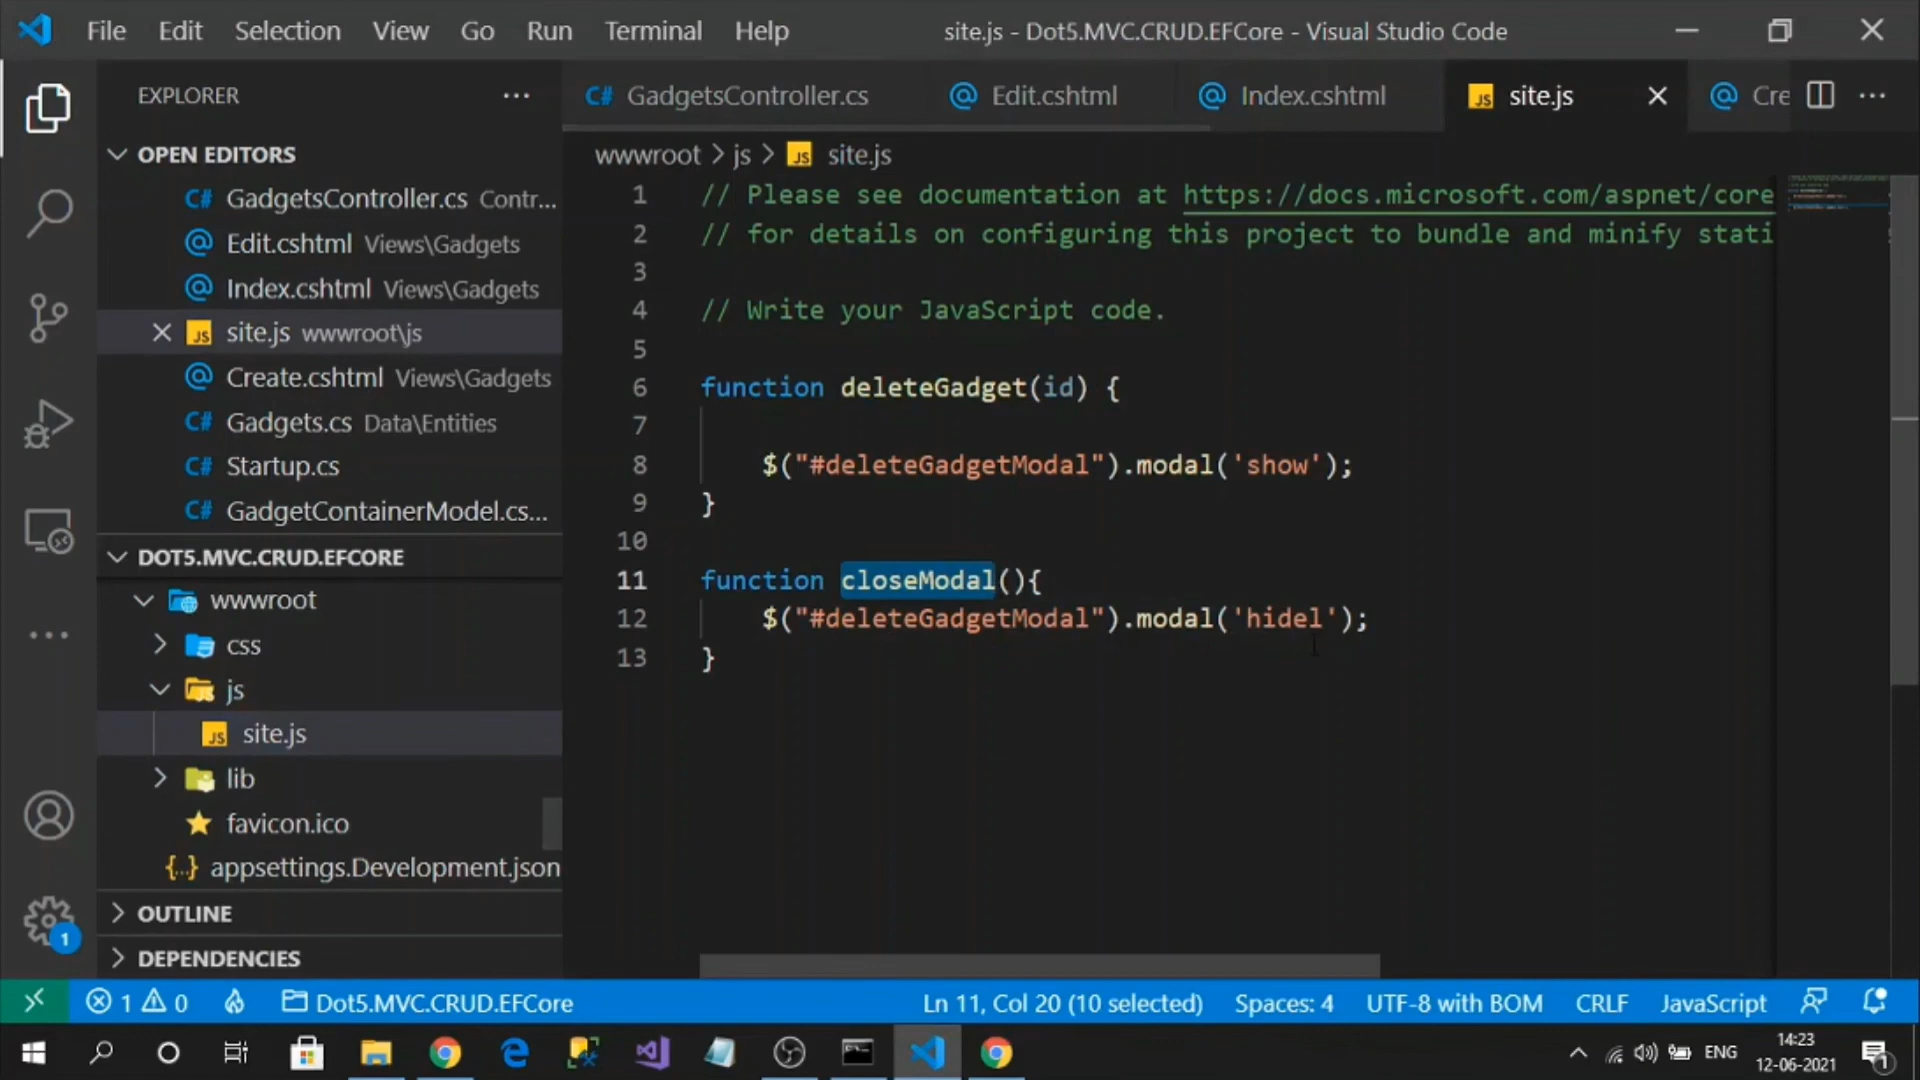 File Edit Selection View Go Run Terminal Help
site.js - Dot5.MVC.CRUD.EFCore - Visual Studio Code
EXPLORER
OPEN EDITORS
C# GadgetsController.cs Contr...
@ Edit.cshtml Views\Gadgets
@ Index.cshtml Views\Gadgets
JS site.js wwwroot\js
@ Create.cshtml Views\Gadgets
C# Gadgets.cs Data\Entities
C# Startup.cs
C# GadgetContainerModel.cs...
DOT5.MVC.CRUD.EFCORE
wwwroot
css
js
JS site.js
lib
favicon.ico
{..} appsettings.Development.json
OUTLINE
DEPENDENCIES
C# GadgetsController.cs @ Edit.cshtml @ Index.cshtml JS site.js @ Cre
wwwroot > js > JS site.js
1 // Please see documentation at https://docs.microsoft.com/aspnet/core
2 // for details on configuring this project to bundle and minify stati
3
4 // Write your JavaScript code.
5
6 function deleteGadget(id) {
7
8 $("#deleteGadgetModal").modal('show');
9 }
10
11 function closeModal(){
12 $("#deleteGadgetModal").modal('hidel');
13 }
1 0 Dot5.MVC.CRUD.EFCore Ln 11, Col 20 (10 selected) Spaces: 4 UTF-8 with BOM CRLF JavaScript
1
ENG
14:23
12-06-2021
1